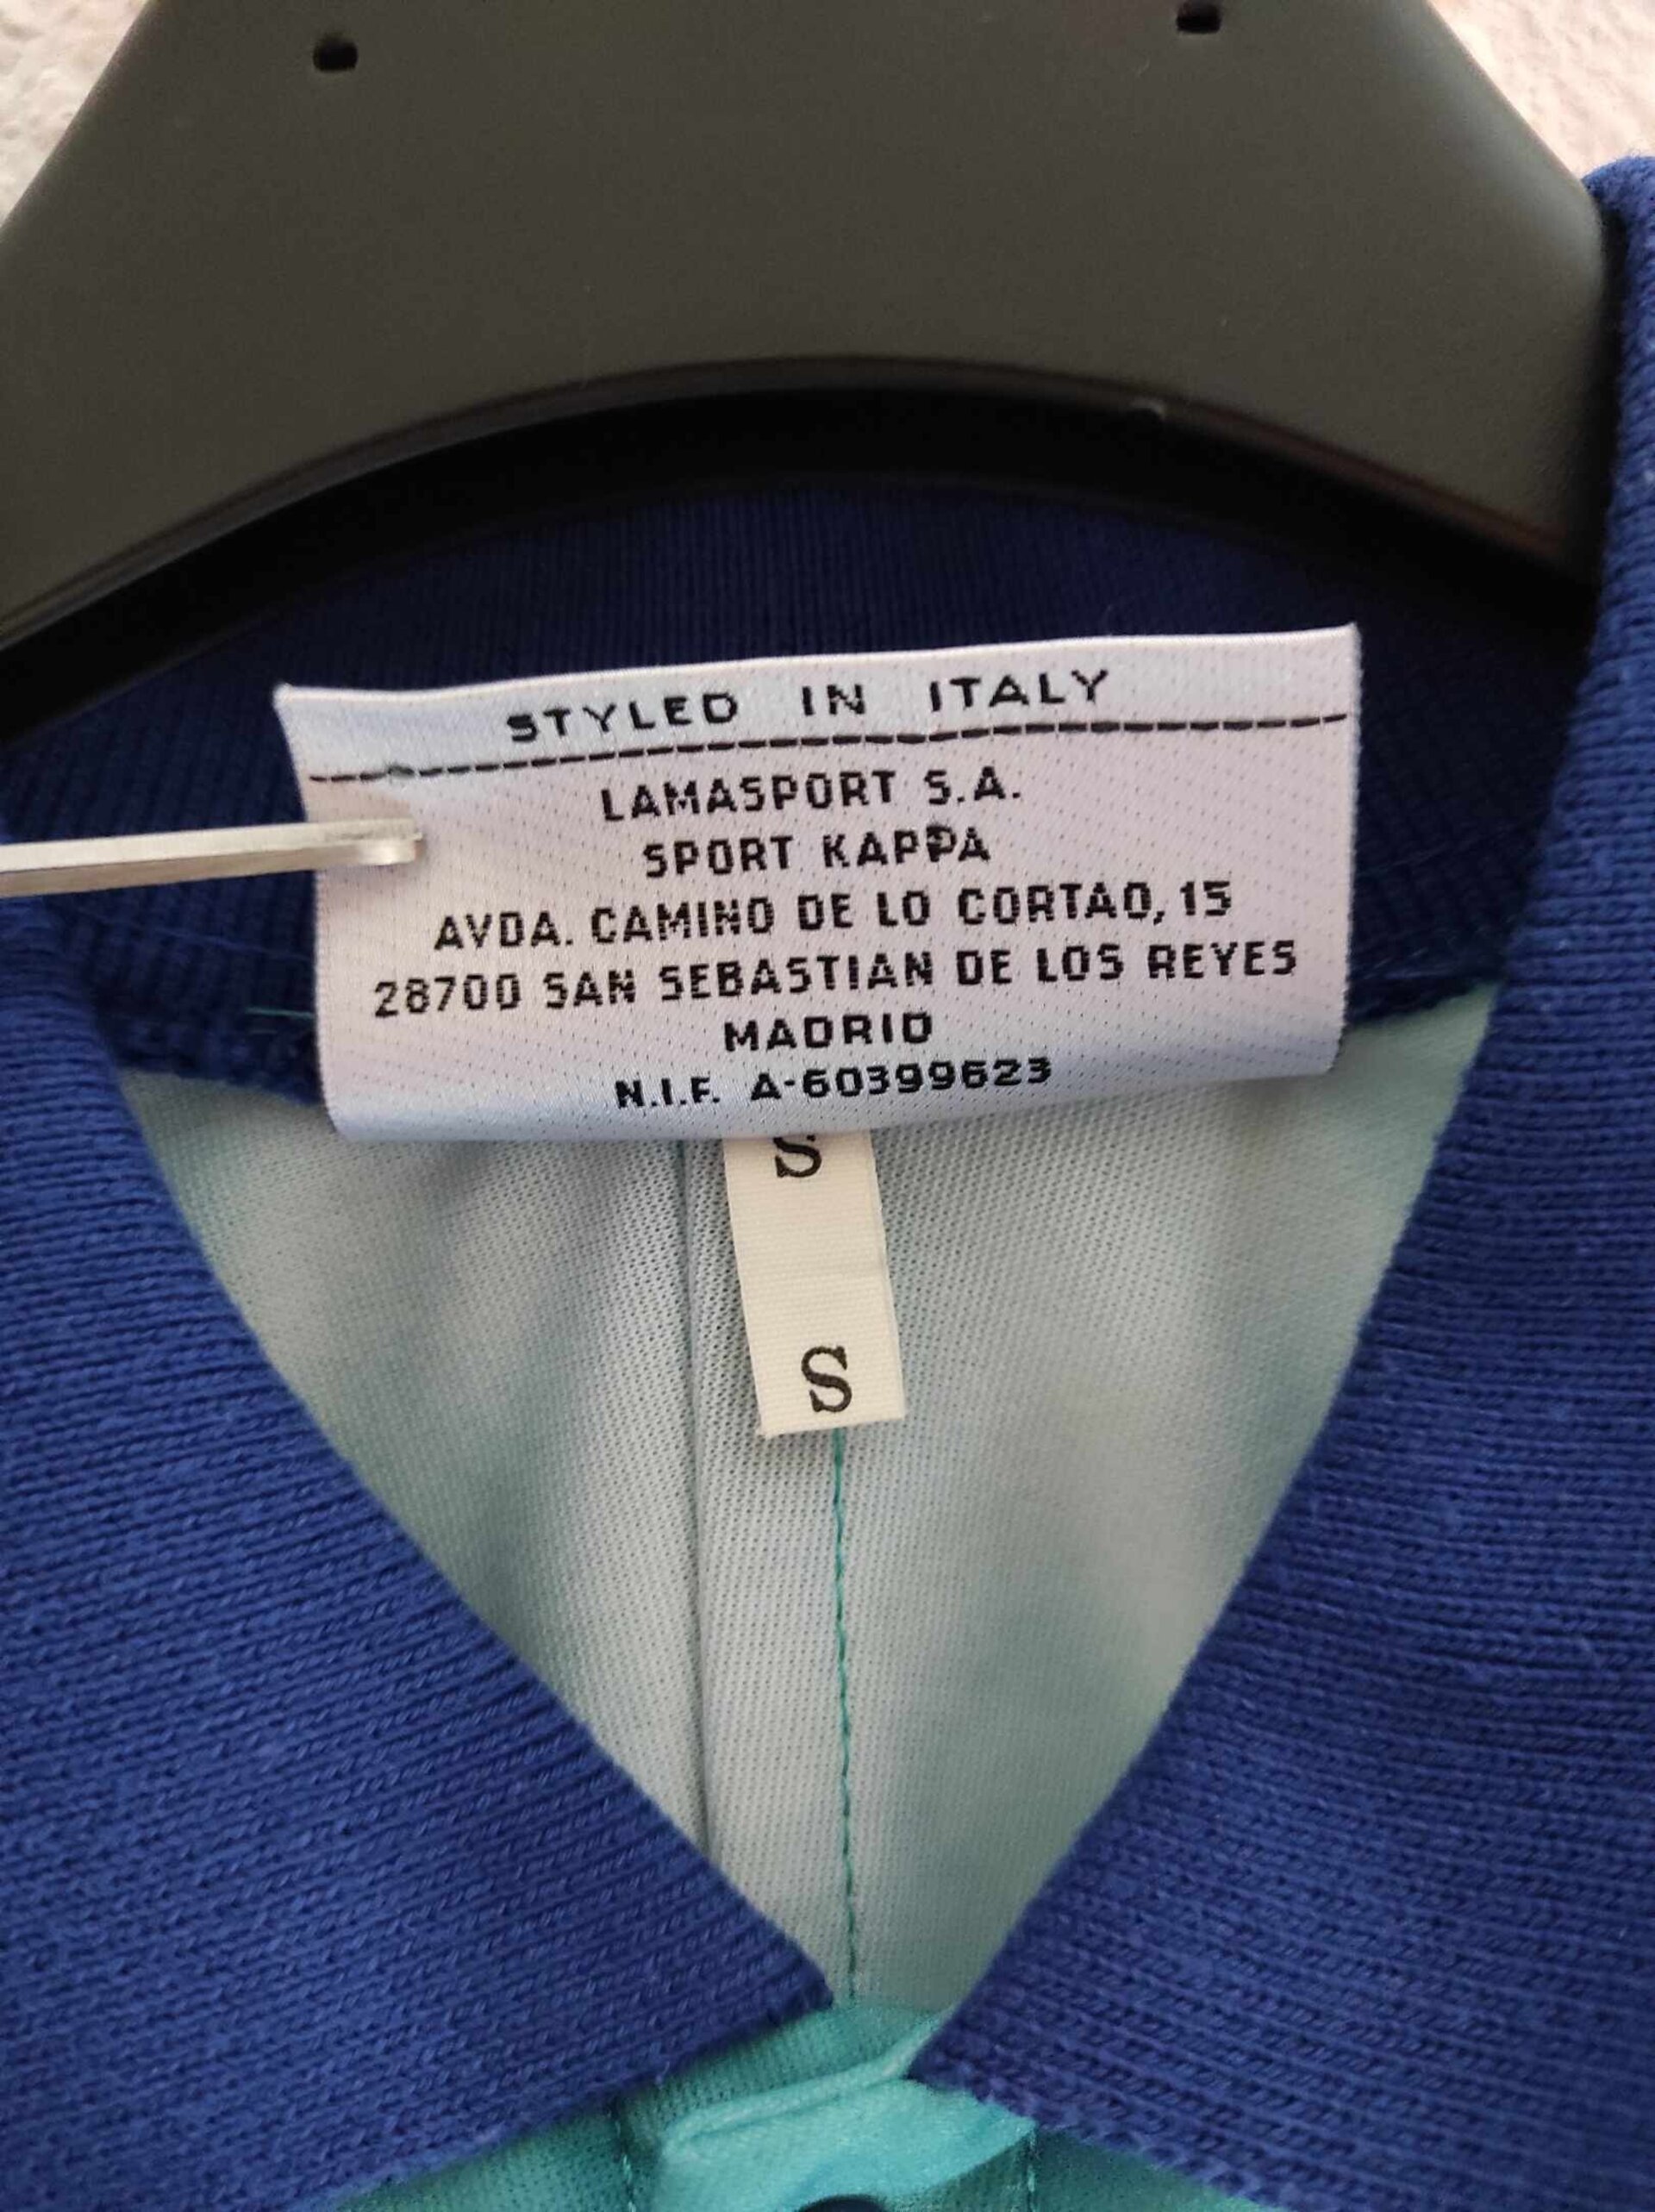 STYLED IN ITALY
LAMASPORT S.A.
SPORT KAPPA
AVDA. CAMINO DE LO CORTAO, 15
28700 SAN SEBASTIAN DE LOS REYES
MADRID
N.I.F. A-60399623
S
S